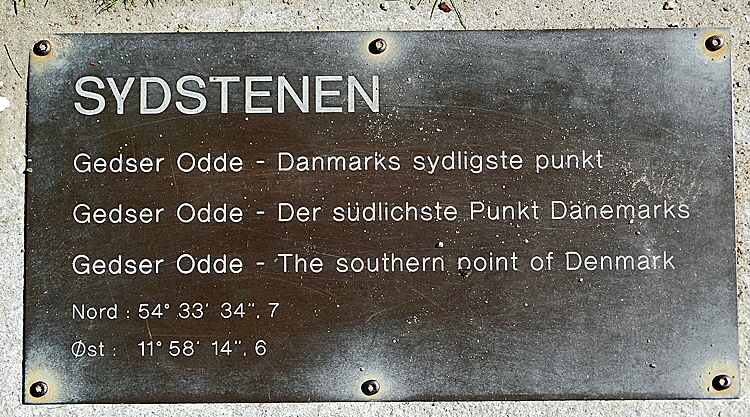 SYDSTENEN
Gedser Odde - Danmarks sydligste punkt
Gedser Odde - Der südlichste Punkt Dänemarks
Gedser Odde - The southern point of Denmark
Nord : 54° 33' 34", 7
Øst : 11° 58' 14", 6